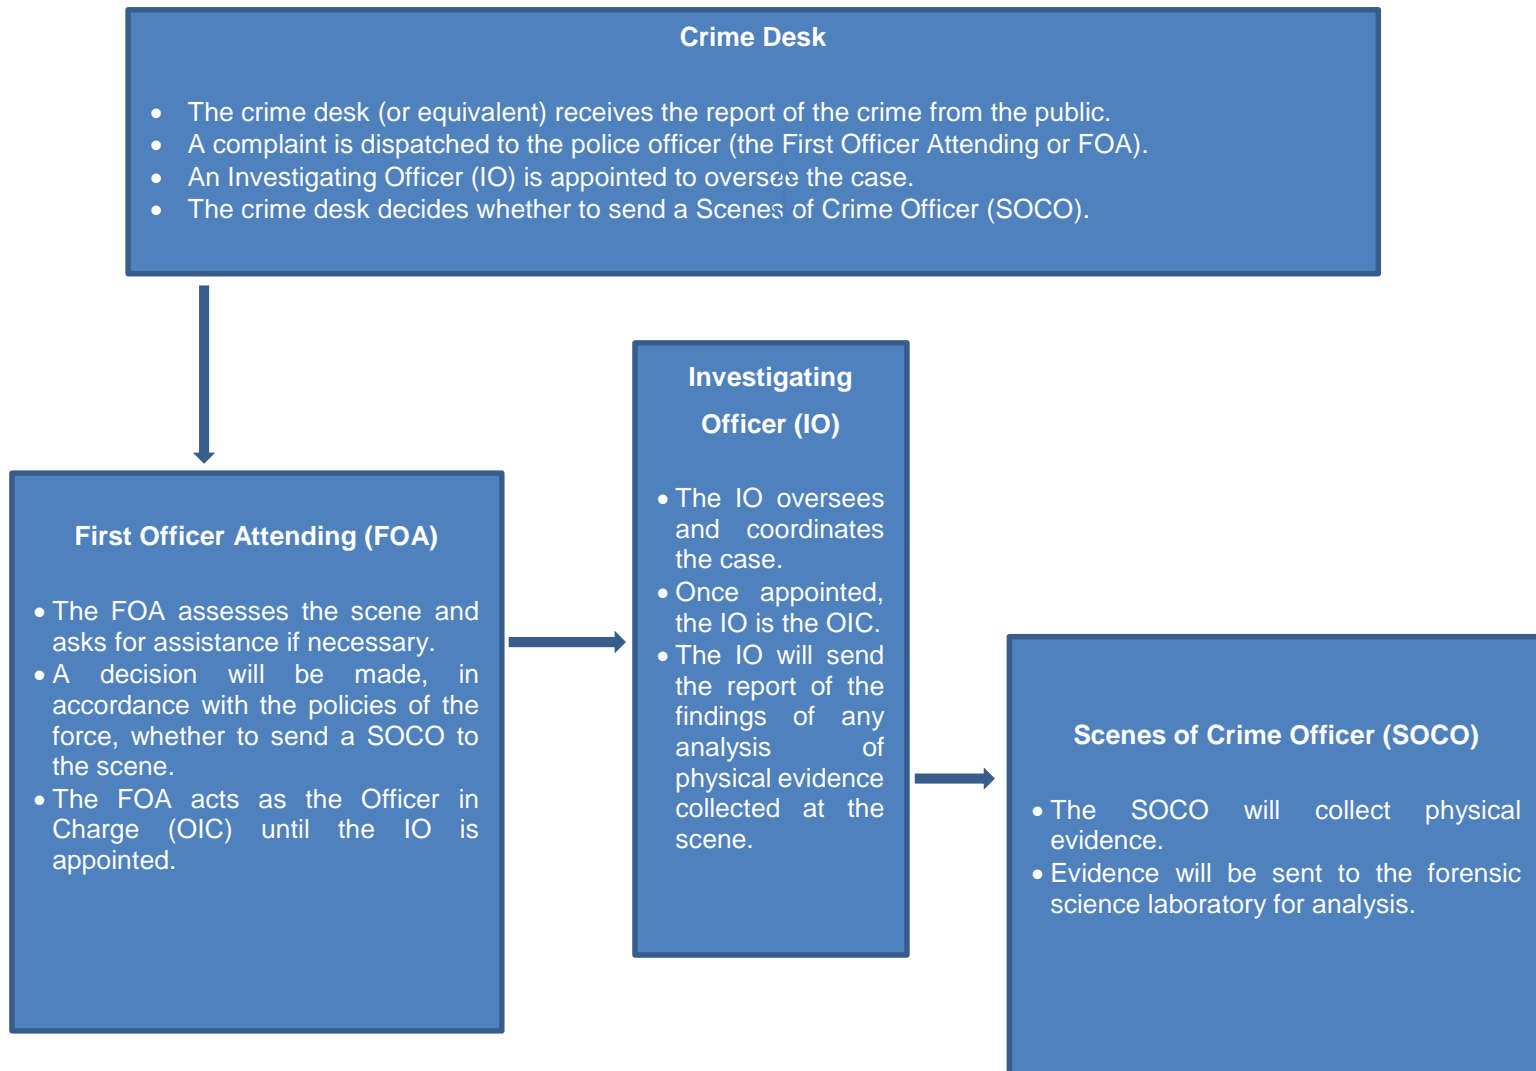 Crime Desk
• The crime desk (or equivalent) receives the report of the crime from the public.
• A complaint is dispatched to the police officer (the First Officer Attending or FOA).
• An Investigating Officer (IO) is appointed to oversee the case.
• The crime desk decides whether to send a Scenes of Crime Officer (SOCO).
First Officer Attending (FOA)
• The FOA assesses the scene and
asks for assistance if necessary.
• A decision will be made, in
accordance with the policies of the
force, whether to send a SOCO to
the scene.
• The FOA acts as the Officer in
Charge (OIC) until the IO is
appointed.
Investigating
Officer (IO)
• The IO oversees
and coordinates
the case.
• Once appointed,
the IO is the OIC.
• The IO will send
the report of the
findings of any
analysis of
physical evidence
collected at the
scene.
Scenes of Crime Officer (SOCO)
• The SOCO will collect physical
evidence.
• Evidence will be sent to the forensic
science laboratory for analysis.